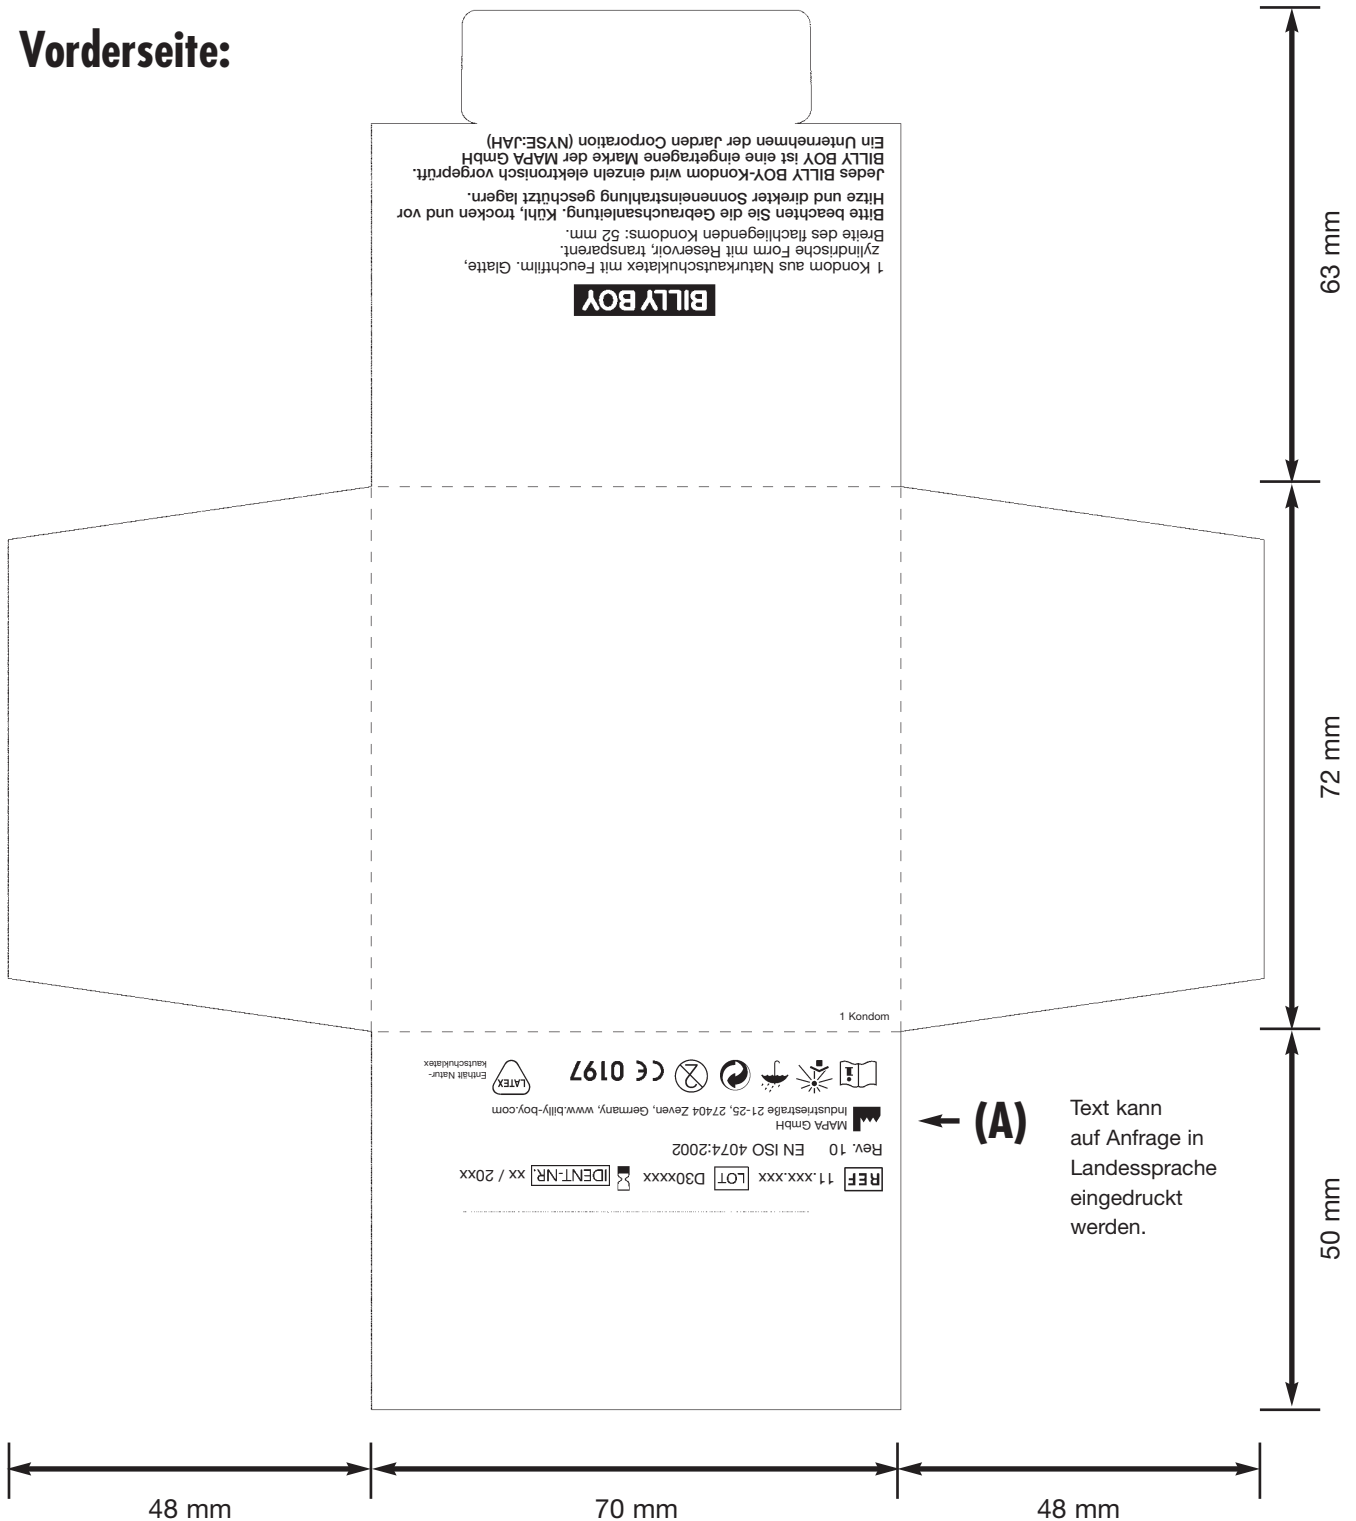 Vorderseite:
BILLY BOY
1 Kondom aus Naturkautschuklatex mit Feuchtfilm. Glatte,
zylindrische Form mit Reservoir, transparent.
Breite des flachliegenden Kondoms: 52 mm.
Bitte beachten Sie die Gebrauchsanleitung. Kühl, trocken und vor
Hitze und direkter Sonneneinstrahlung geschützt lagern.
Jedes BILLY BOY-Kondom wird einzeln elektronisch vorgeprüft.
BILLY BOY ist eine eingetragene Marke der MAPA GmbH
Ein Unternehmen der Jarden Corporation (NYSE:JAH)
63 mm
72 mm
1 Kondom
REF 11.xxx.xxx LOT D30xxxx IDENT-NR. xx / 20xx
Rev. 10 EN ISO 4074:2002
MAPA GmbH
Industriestraße 21-25, 27404 Zeven, Germany, www.billy-boy.com
2 CE 0197 LATEX
Enthält Natur-
kautschuklatex
(A)
Text kann
auf Anfrage in
Landessprache
eingedruckt
werden.
50 mm
48 mm
70 mm
48 mm